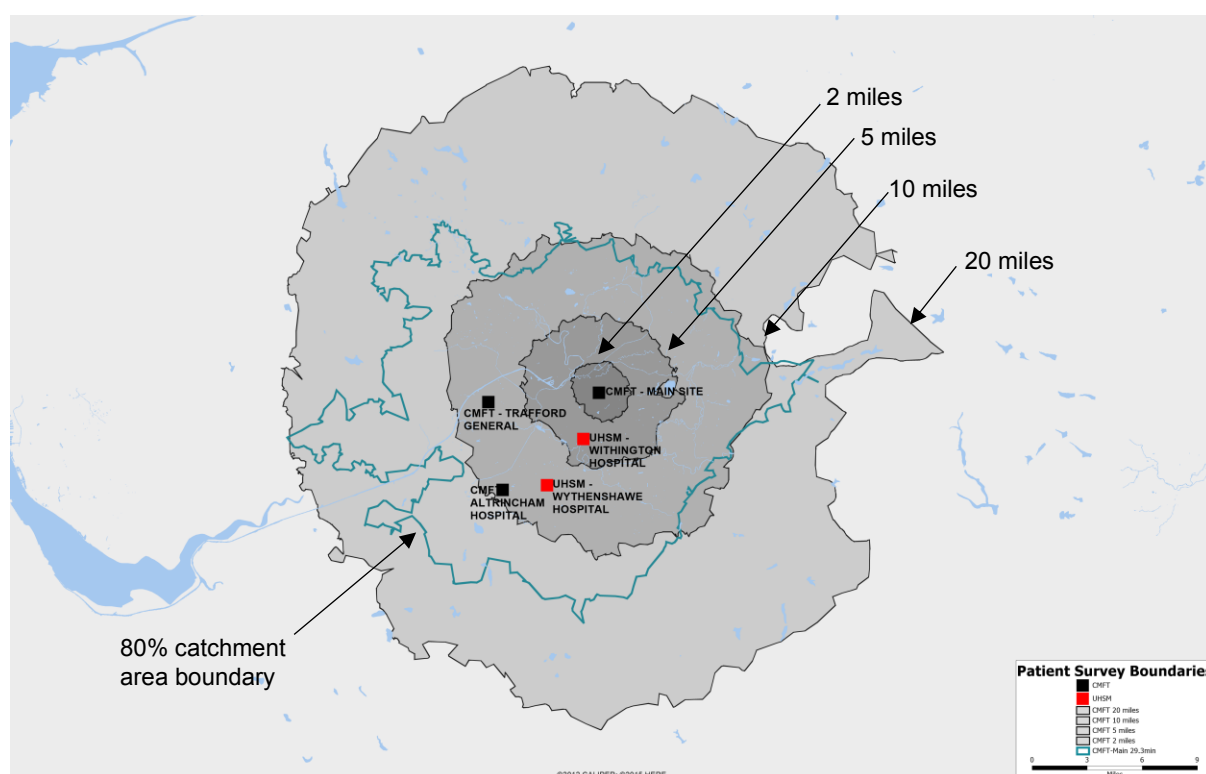 2 miles
5 miles
10 miles
20 miles
CMFT - MAIN SITE
CMFT - TRAFFORD
GENERAL
UHSM -
WITHINGTON
HOSPITAL
CMFT
ALTRINCHAM
HOSPITAL
UHSM -
WYTHENSHAWE
HOSPITAL
80% catchment
area boundary
Patient Survey Boundaries
CMFT
UHSM
CMFT 20 miles
CMFT 10 miles
CMFT 5 miles
CMFT 2 miles
CMFT-Main 29.3min
0 3 6 9
Miles